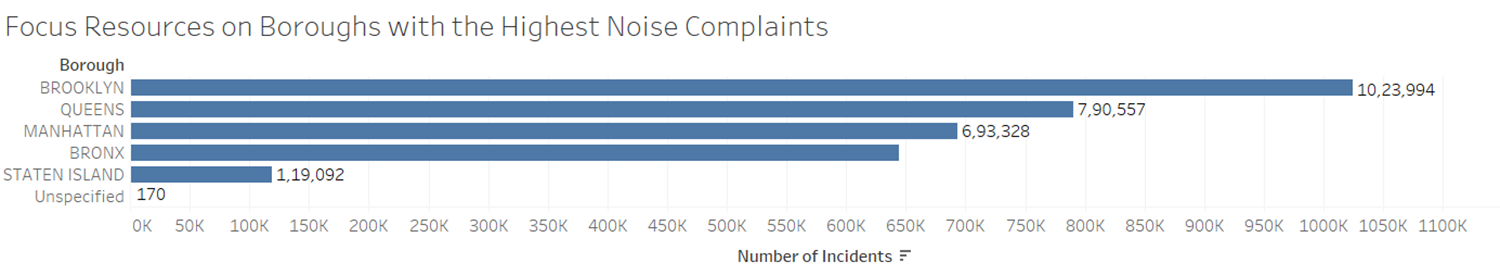 Focus Resources on Boroughs with the Highest Noise Complaints
Borough
BROOKLYN 10,23,994
QUEENS 7,90,557
MANHATTAN 6,93,328
BRONX
STATEN ISLAND 1,19,092
Unspecified 170
0K 50K 100K 150K 200K 250K 300K 350K 400K 450K 500K 550K 600K 650K 700K 750K 800K 850K 900K 950K 1000K 1050K 1100K
Number of Incidents